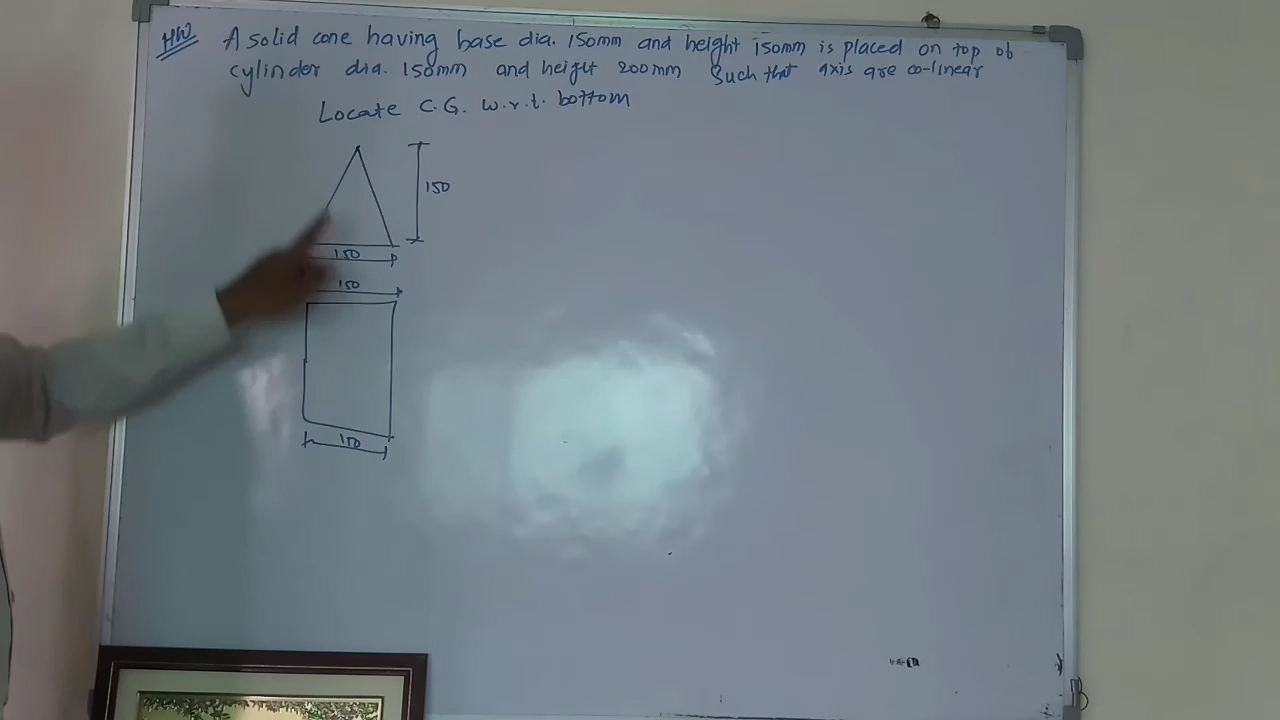 HW A solid cone having base dia. 150mm and height 150mm is placed on top of
cylinder dia. 150mm and height 200mm such that axis are co-linear
Locate C.G. w.r.t. bottom
150
150
150
150